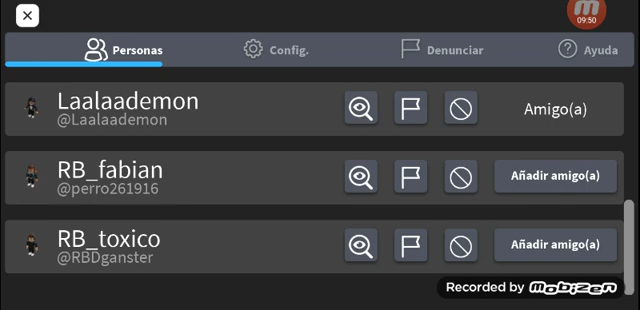 09:50
Personas
Config.
Denunciar
Ayuda
Laalaademon
@Laalaademon
Amigo(a)
RB_fabian
@perro261916
Añadir amigo(a)
RB_toxico
@RBDganster
Añadir amigo(a)
Recorded by mobizen